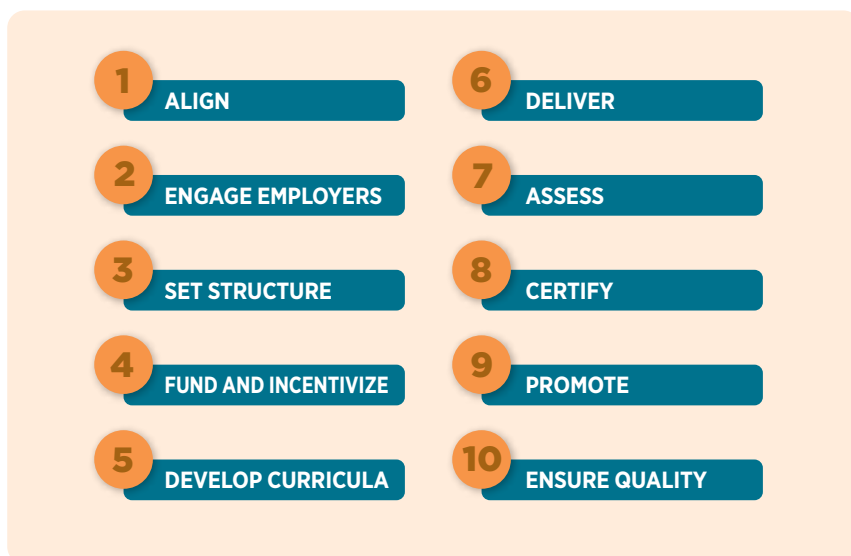 1
ALIGN
2
ENGAGE EMPLOYERS
3
SET STRUCTURE
4
FUND AND INCENTIVIZE
5
DEVELOP CURRICULA
6
DELIVER
7
ASSESS
8
CERTIFY
9
PROMOTE
10
ENSURE QUALITY